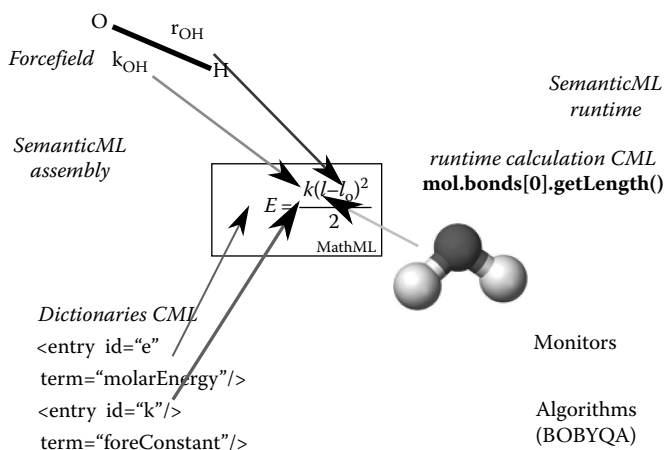 O
r_OH
Forcefield k_OH
H
SemanticML
runtime
SemanticML
assembly
runtime calculation CML
mol.bonds[0].getLength()
E = k(l–l_o)^2 / 2
MathML
Dictionaries CML
<entry id=“e”
term=“molarEnergy”/>
<entry id=“k”/>
term=“foreConstant”/>
Monitors
Algorithms
(BOBYQA)